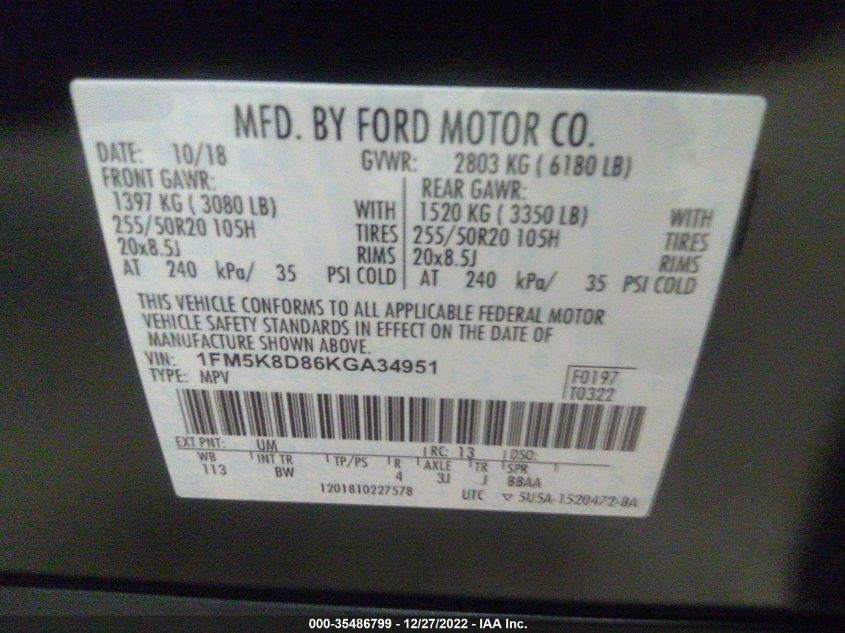 MFD. BY FORD MOTOR CO.
DATE: 10/18 GVWR: 2803 KG ( 6180 LB)
FRONT GAWR: REAR GAWR:
1397 KG ( 3080 LB) WITH 1520 KG ( 3350 LB) WITH
255/50R20 105H TIRES 255/50R20 105H TIRES
20x8.5J RIMS 20x8.5J RIMS
AT 240 kPa/ 35 PSI COLD AT 240 kPa/ 35 PSI COLD
THIS VEHICLE CONFORMS TO ALL APPLICABLE FEDERAL MOTOR
VEHICLE SAFETY STANDARDS IN EFFECT ON THE DATE OF
MANUFACTURE SHOWN ABOVE.
VIN: 1FM5K8D86KGA34951
TYPE: MPV
F0197
T0322
EXT PNT: UM RC: 13 DSO:
WB INT TR TP/PS R AXLE TR SPR
113 BW 4 3J J BBAA
1201810227578 UTC ▽ 5U5A-1520472-BA
000-35486799 - 12/27/2022 - IAA Inc.